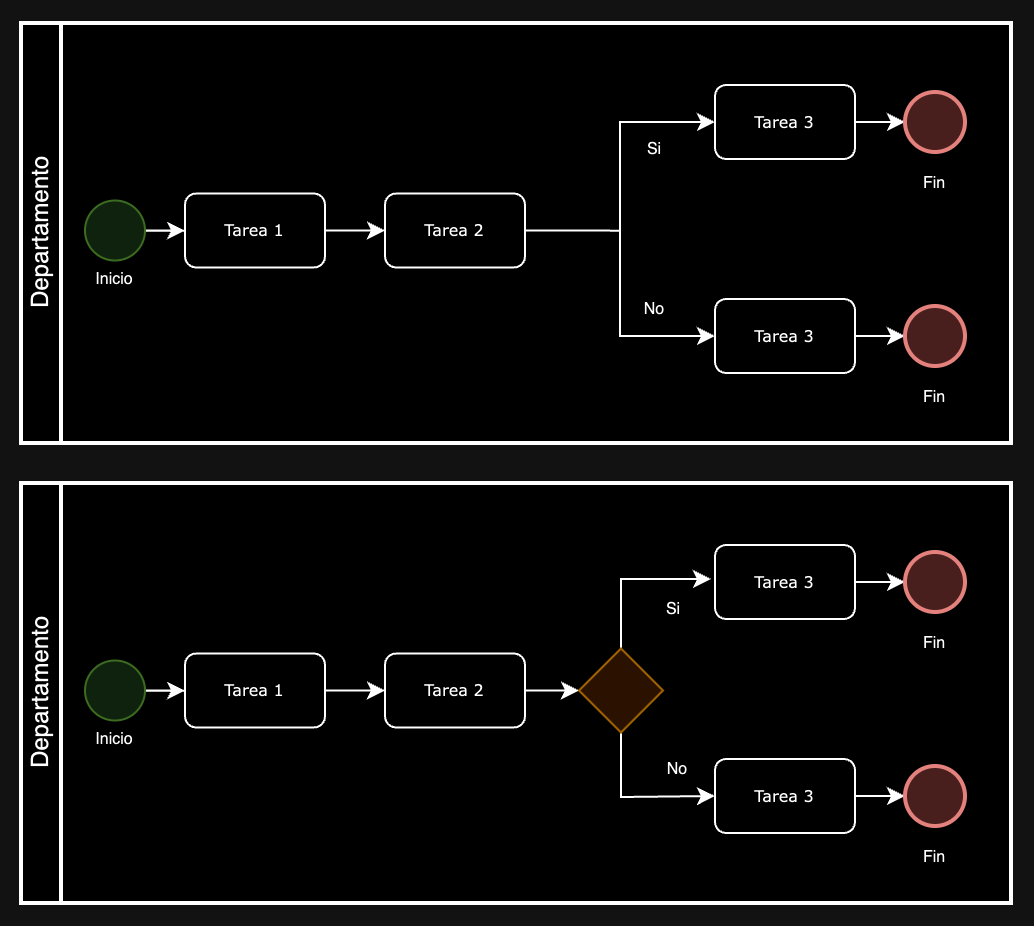 Departamento
Inicio
Tarea 1
Tarea 2
Si
Tarea 3
Fin
No
Tarea 3
Fin
Departamento
Inicio
Tarea 1
Tarea 2
Si
Tarea 3
Fin
No
Tarea 3
Fin